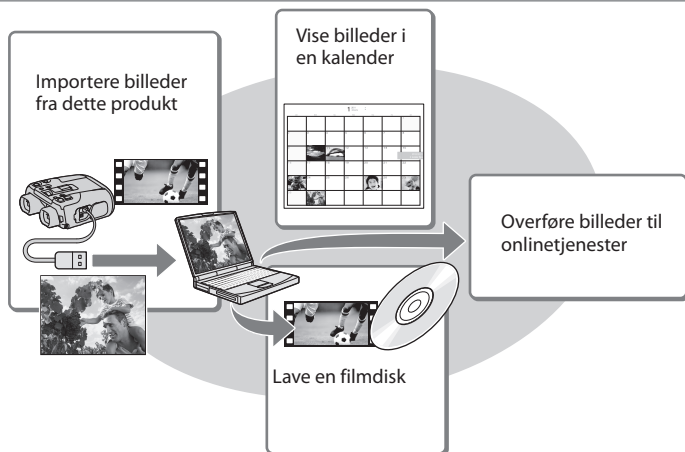 Importere billeder
fra dette produkt
Vise billeder i
en kalender
Overføre billeder til
onlinetjenester
Lave en filmdisk